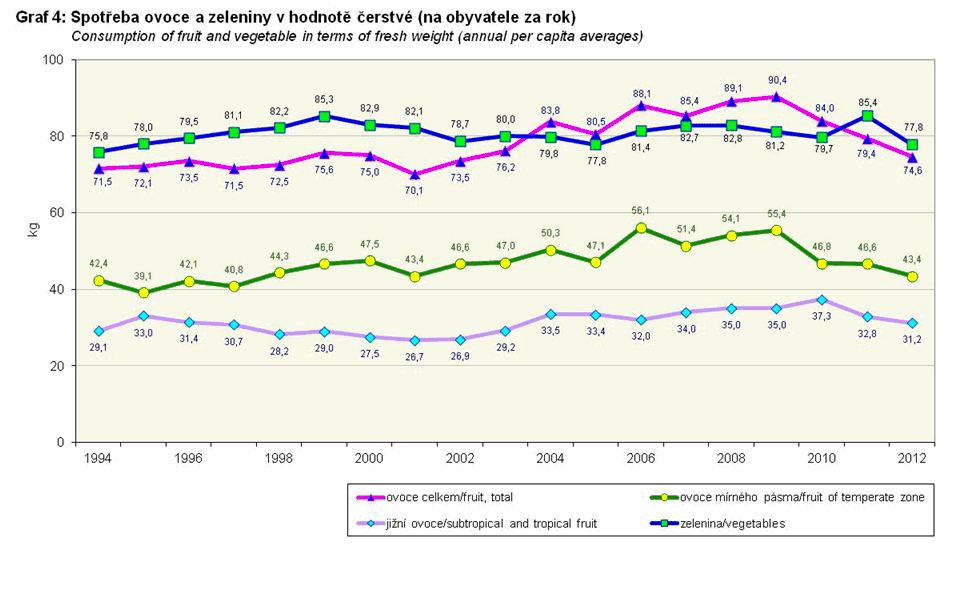 Graf 4: Spotřeba ovoce a zeleniny v hodnotě čerstvé (na obyvatele za rok)
Consumption of fruit and vegetable in terms of fresh weight (annual per capita averages)
100
80
60
40
20
0
kg
75,8 78,0 79,5 81,1 82,2 85,3 82,9 82,1 78,7 80,0 83,8 80,5 88,1 85,4 89,1 90,4 84,0 85,4 77,8
71,5 72,1 73,5 71,5 72,5 75,6 75,0 70,1 73,5 76,2 79,8 77,8 81,4 82,7 82,8 81,2 79,7 79,4 74,6
42,4 39,1 42,1 40,8 44,3 46,6 47,5 43,4 46,6 47,0 50,3 47,1 56,1 51,4 54,1 55,4 46,8 46,6 43,4
29,1 33,0 31,4 30,7 28,2 29,0 27,5 26,7 26,9 29,2 33,5 33,4 32,0 34,0 35,0 35,0 37,3 32,8 31,2
1994 1996 1998 2000 2002 2004 2006 2008 2010 2012
ovoce celkem/fruit, total
ovoce mírného pásma/fruit of temperate zone
jižní ovoce/subtropical and tropical fruit
zelenina/vegetables